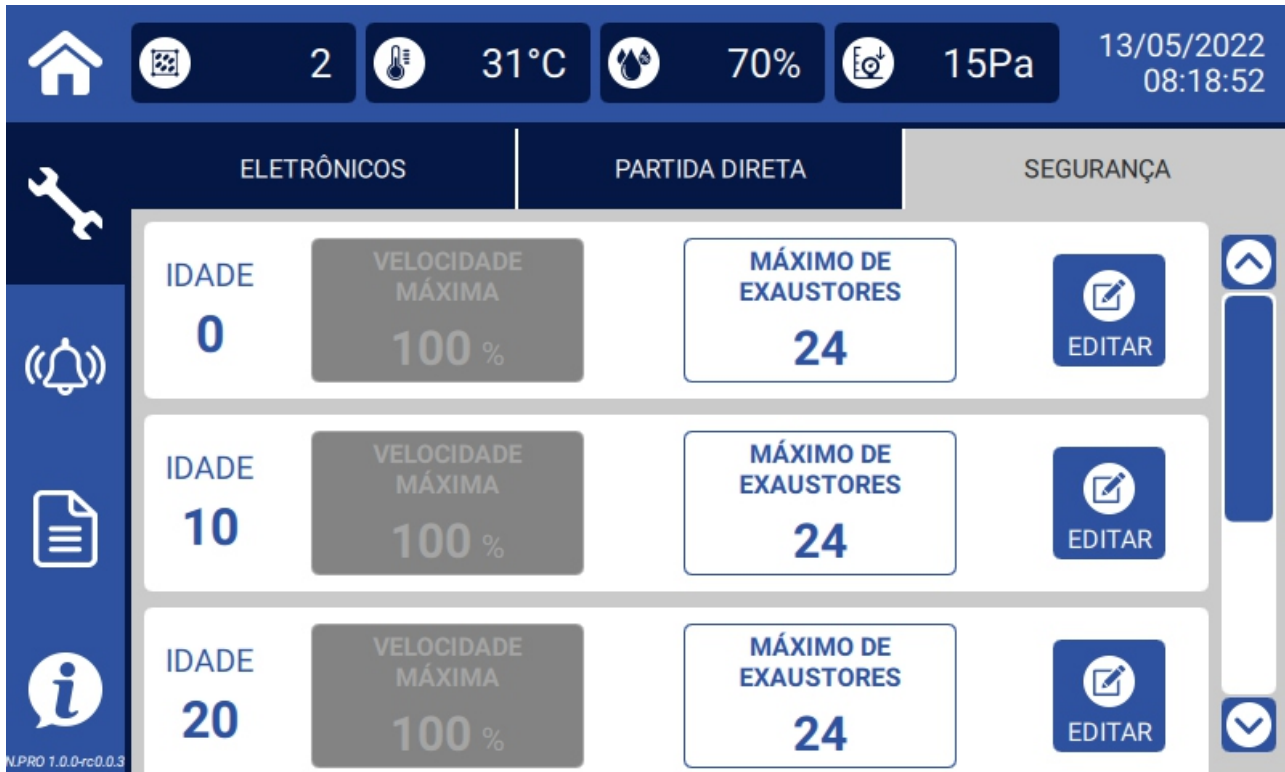 2
31°C
70%
15Pa
13/05/2022
08:18:52
ELETRÔNICOS
PARTIDA DIRETA
SEGURANÇA
IDADE
0
VELOCIDADE
MÁXIMA
100 %
MÁXIMO DE
EXAUSTORES
24
EDITAR
IDADE
10
VELOCIDADE
MÁXIMA
100 %
MÁXIMO DE
EXAUSTORES
24
EDITAR
IDADE
20
VELOCIDADE
MÁXIMA
100 %
MÁXIMO DE
EXAUSTORES
24
EDITAR
N.PRO 1.0.0-rc0.0.3